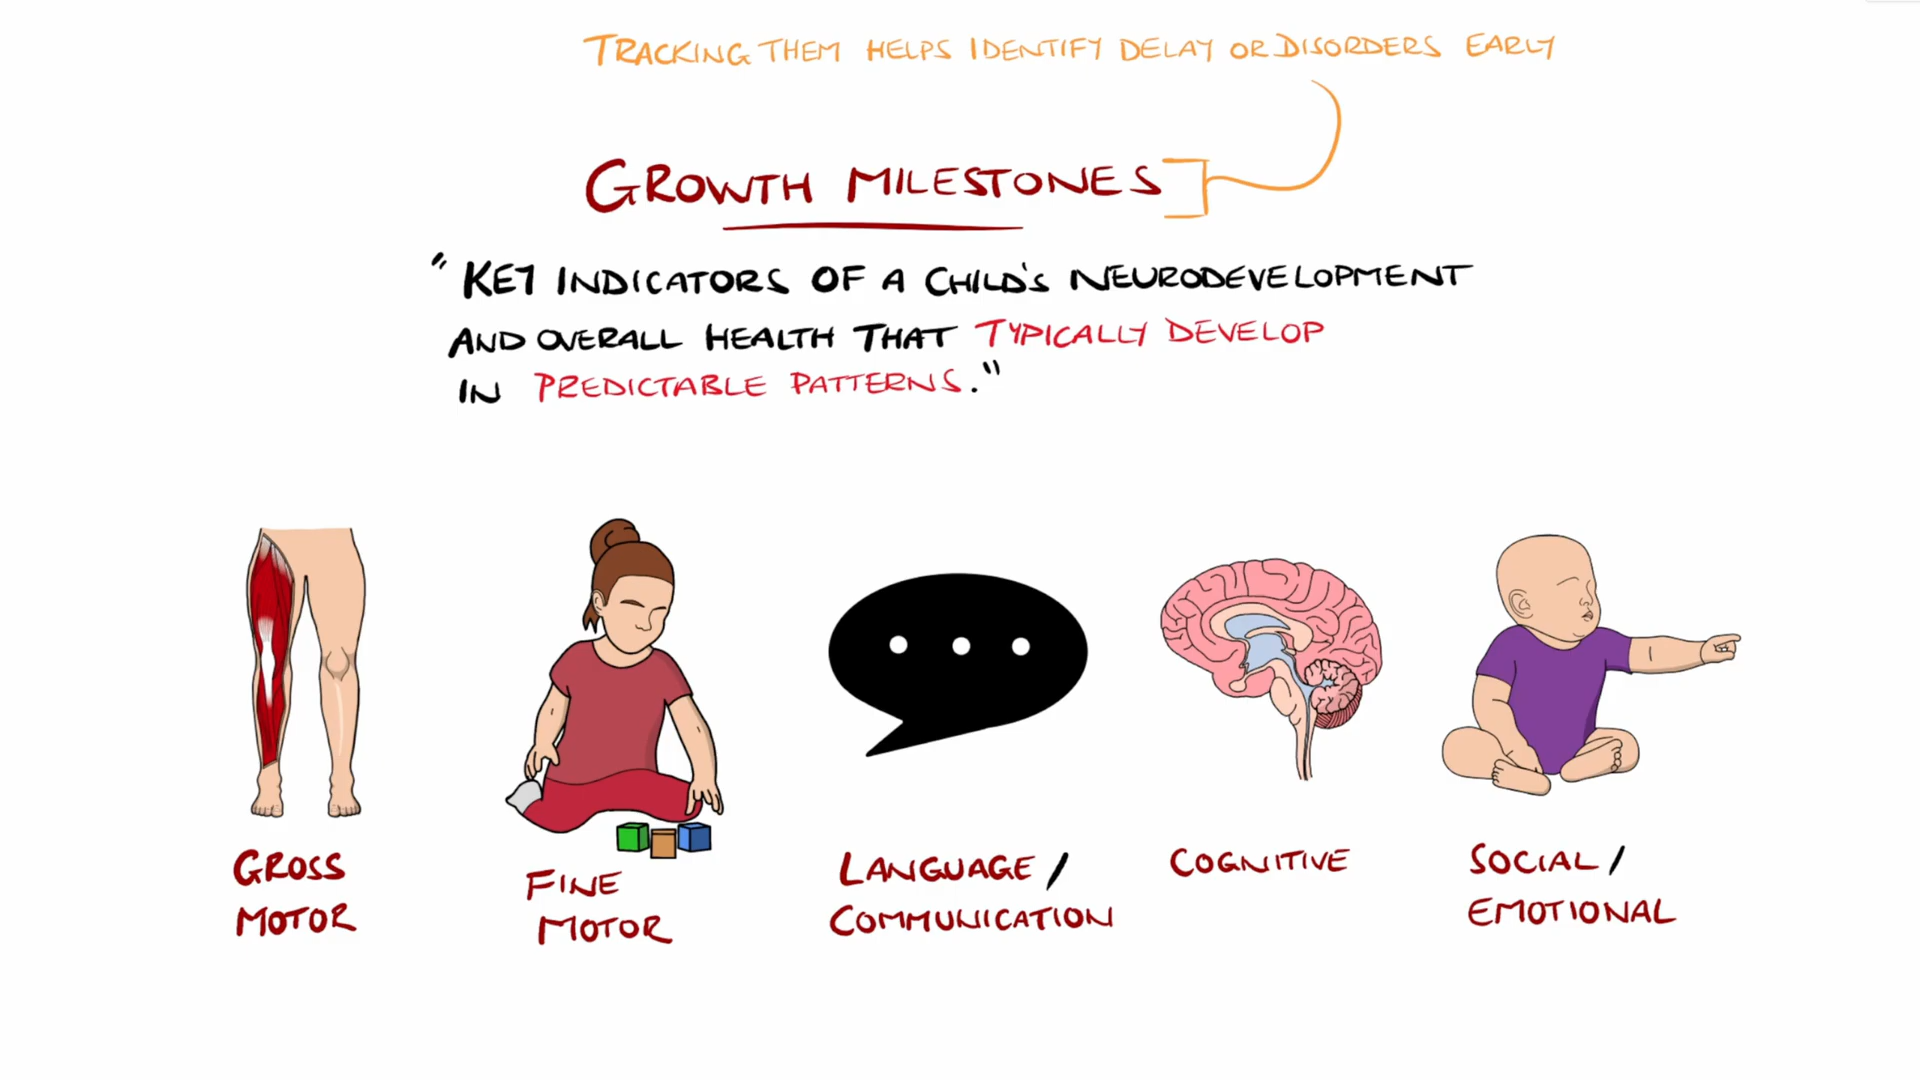 TRACKING THEM HELPS IDENTIFY DELAY OR DISORDERS EARLY
GROWTH MILESTONES
"KEY INDICATORS OF A CHILD'S NEURODEVELOPMENT
AND OVERALL HEALTH THAT TYPICALLY DEVELOP
IN PREDICTABLE PATTERNS."
GROSS
MOTOR
FINE
MOTOR
LANGUAGE/
COMMUNICATION
COGNITIVE
SOCIAL/
EMOTIONAL